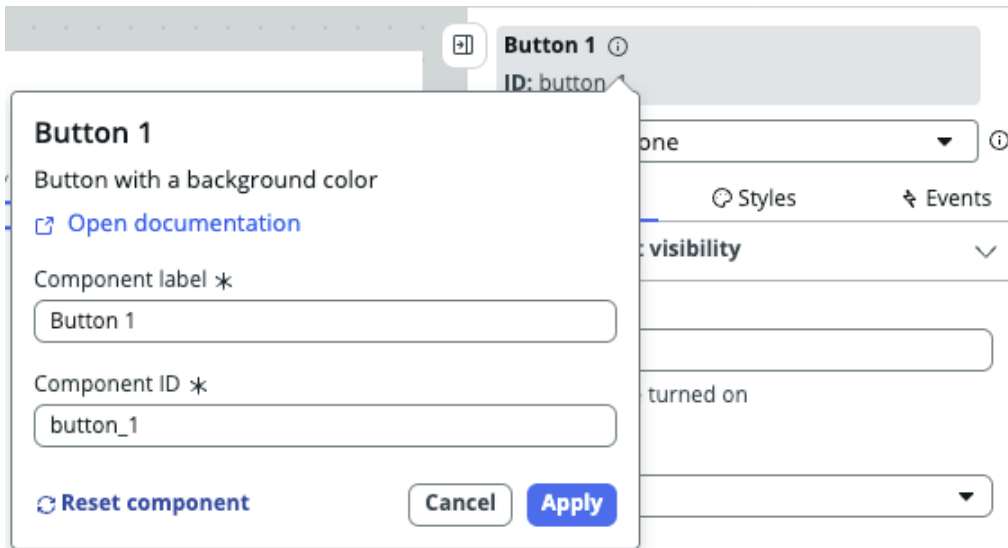 Button 1
ID: button_1
one
Styles
Events
visibility
turned on
Button 1
Button with a background color
Open documentation
Component label *
Button 1
Component ID *
button_1
Reset component
Cancel
Apply